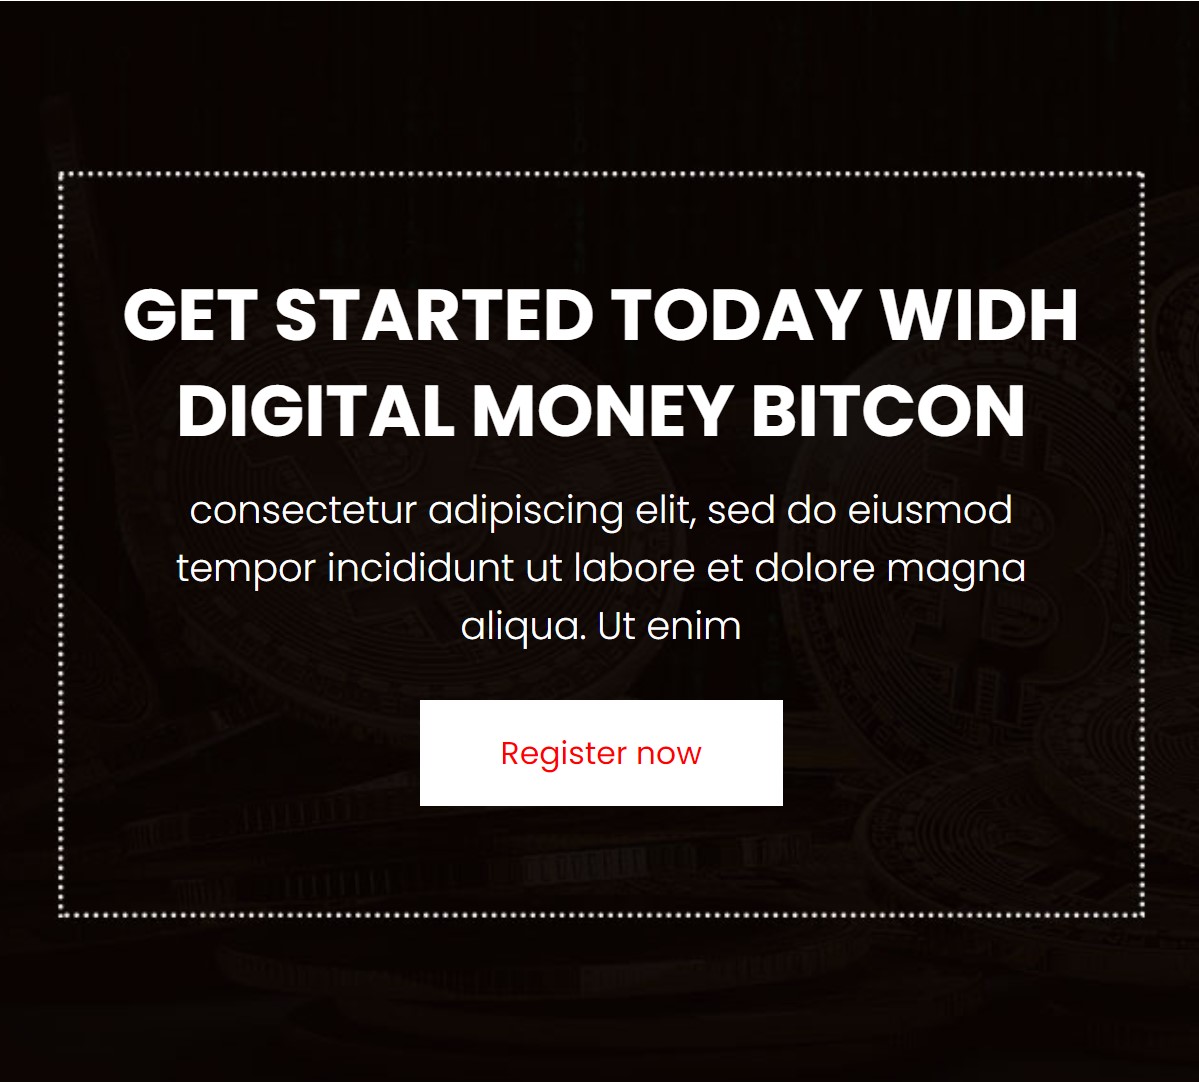 GET STARTED TODAY WIDH
DIGITAL MONEY BITCON
consectetur adipiscing elit, sed do eiusmod
tempor incididunt ut labore et dolore magna
aliqua. Ut enim
Register now